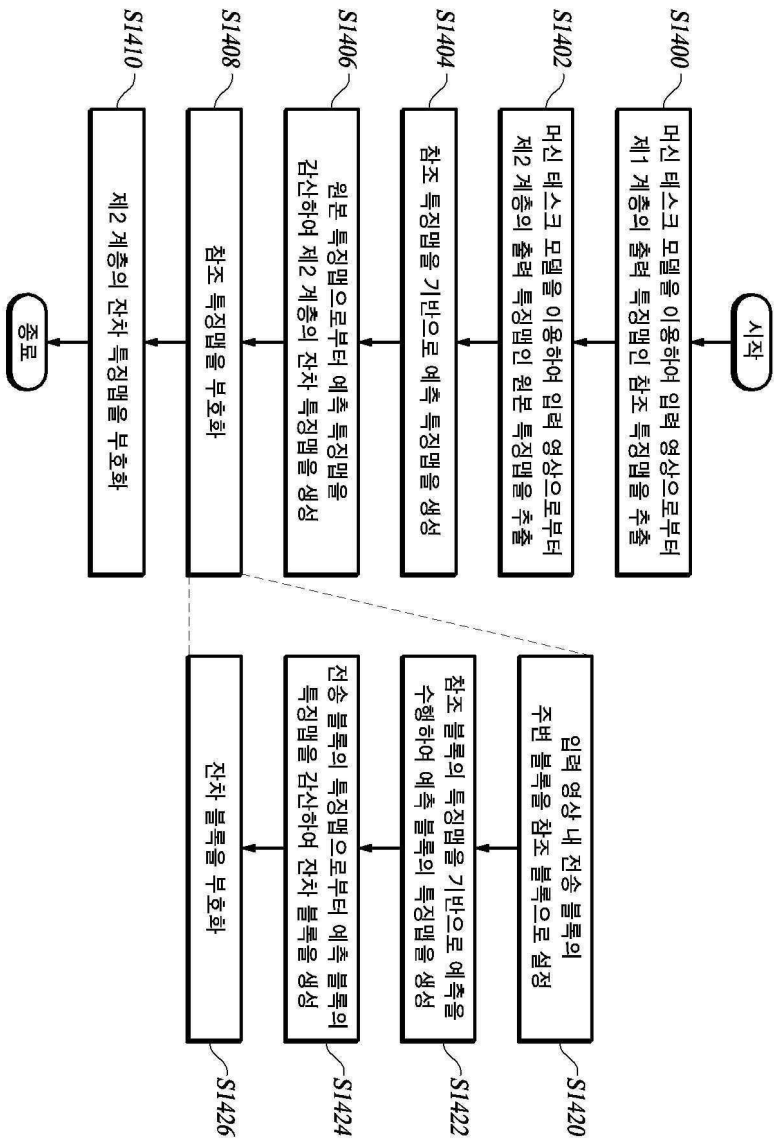 시작
S1400
머신 태스크 모델을 이용하여 입력 영상으로부터
제1 계층의 출력 특징맵인 참조 특징맵을 추출
S1402
머신 태스크 모델을 이용하여 입력 영상으로부터
제2 계층의 출력 특징맵인 원본 특징맵을 추출
S1404
참조 특징맵을 기반으로 예측 특징맵을 생성
S1406
원본 특징맵으로부터 예측 특징맵을
감산하여 제2 계층의 잔차 특징맵을 생성
S1408
참조 특징맵을 부호화
S1410
제2 계층의 잔차 특징맵을 부호화
종료
입력 영상 내 전송 블록의
주변 블록을 참조 블록으로 설정
S1420
참조 블록의 특징맵을 기반으로 예측을
수행하여 예측 블록의 특징맵을 생성
S1422
전송 블록의 특징맵으로부터 예측 블록의
특징맵을 감산하여 잔차 블록을 생성
S1424
잔차 블록을 부호화
S1426